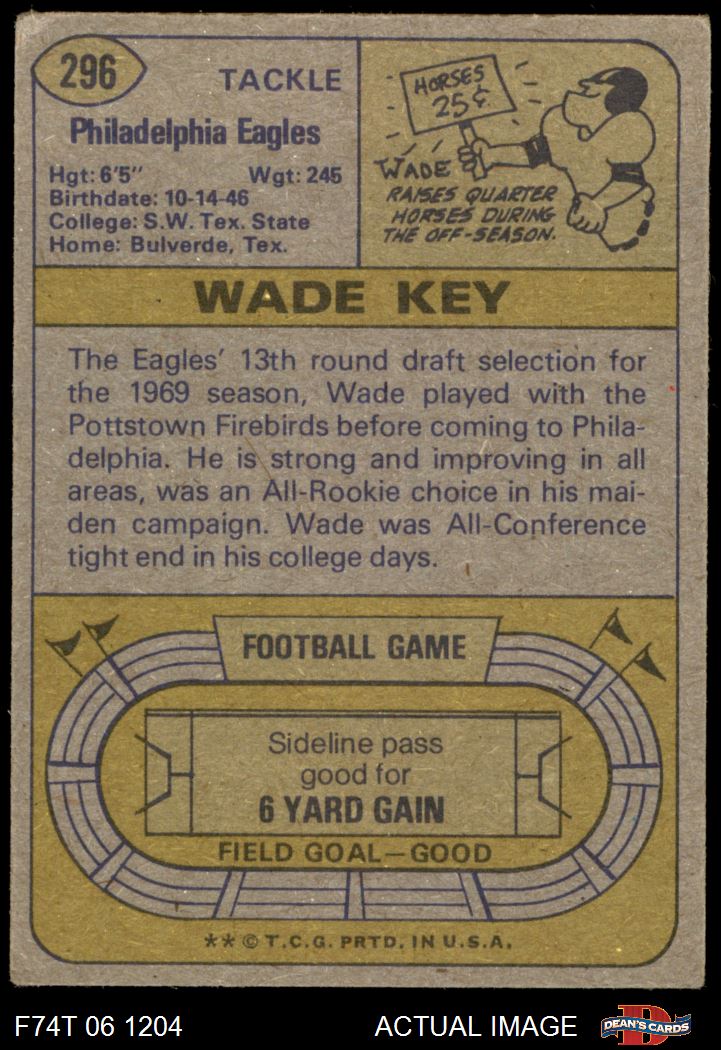 296
TACKLE
Philadelphia Eagles
Hgt: 6'5" Wgt: 245
Birthdate: 10-14-46
College: S.W. Tex. State
Home: Bulverde, Tex.
HORSES
25¢
WADE
RAISES QUARTER
HORSES DURING
THE OFF-SEASON.
WADE KEY
The Eagles' 13th round draft selection for
the 1969 season, Wade played with the
Pottstown Firebirds before coming to Phila-
delphia. He is strong and improving in all
areas, was an All-Rookie choice in his mai-
den campaign. Wade was All-Conference
tight end in his college days.
FOOTBALL GAME
Sideline pass
good for
6 YARD GAIN
FIELD GOAL—GOOD
** © T.C.G. PRTD. IN U.S.A.
F74T 06 1204
ACTUAL IMAGE
D
DEAN'S CARDS